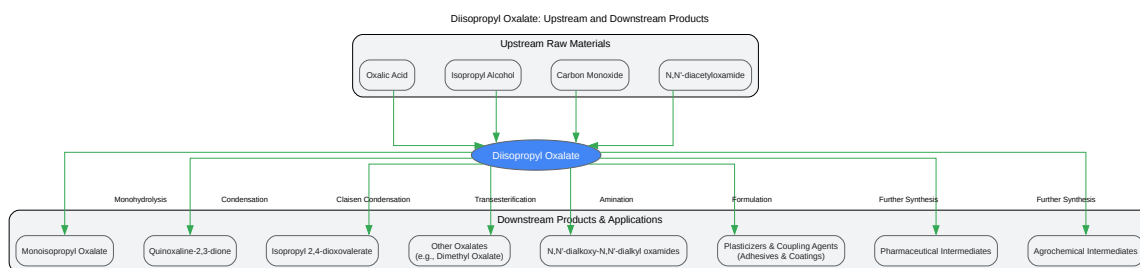 Diisopropyl Oxalate: Upstream and Downstream Products
Upstream Raw Materials
Oxalic Acid
Isopropyl Alcohol
Carbon Monoxide
N,N'-diacetyloxamide
Diisopropyl Oxalate
Monohydrolysis
Condensation
Claisen Condensation
Transesterification
Amination
Formulation
Further Synthesis
Further Synthesis
Downstream Products & Applications
Monoisopropyl Oxalate
Quinoxaline-2,3-dione
Isopropyl 2,4-dioxovalerate
Other Oxalates
(e.g., Dimethyl Oxalate)
N,N'-dialkoxy-N,N'-dialkyl oxamides
Plasticizers & Coupling Agents
(Adhesives & Coatings)
Pharmaceutical Intermediates
Agrochemical Intermediates